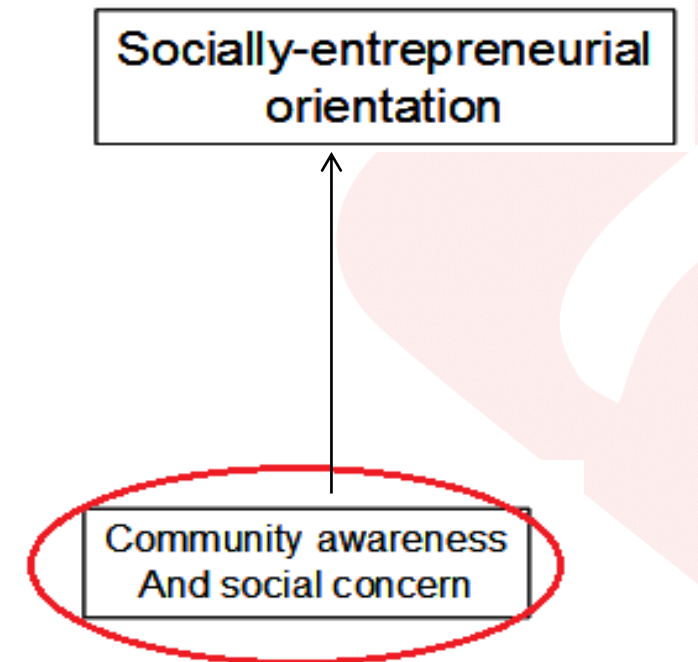 Socially-entrepreneurial
orientation
Community awareness
And social concern